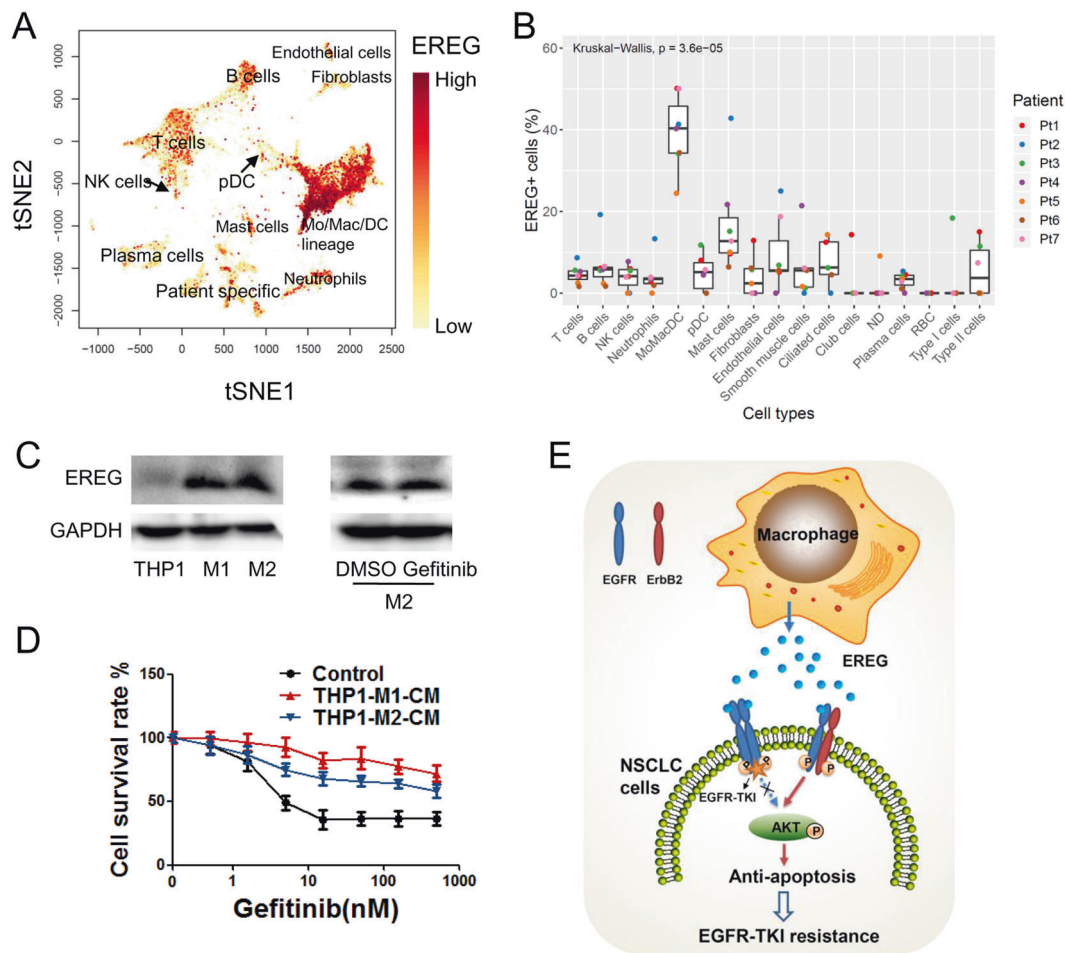 A
EREG
High
Low
Endothelial cells
B cells
Fibroblasts
T cells
NK cells
pDC
Mast cells
Mo/Mac/DC
lineage
Plasma cells
Neutrophils
Patient specific
tSNE2
1000
500
0
−500
−1000
−1500
−2000
−1000
0
500
1000
1500
2000
2500
tSNE1
B
Kruskal−Wallis, p = 3.6e−05
EREG+ cells (%)
60
40
20
0
T cells
B cells
NK cells
Neutrophils
MoMacDC
pDC
Mast cells
Fibroblasts
Endothelial cells
Smooth muscle cells
Ciliated cells
Club cells
ND
Plasma cells
RBC
Type I cells
Type II cells
Cell types
Patient
Pt1
Pt2
Pt3
Pt4
Pt5
Pt6
Pt7
C
EREG
GAPDH
THP1 M1 M2
DMSO Gefitinib
M2
D
Cell survival rate %
150
100
50
0
Control
THP1-M1-CM
THP1-M2-CM
0 1 10 100 1000
Gefitinib(nM)
E
Macrophage
EGFR
ErbB2
EREG
NSCLC
cells
P P
P P
EGFR-TKI
AKT P
Anti-apoptosis
EGFR-TKI resistance